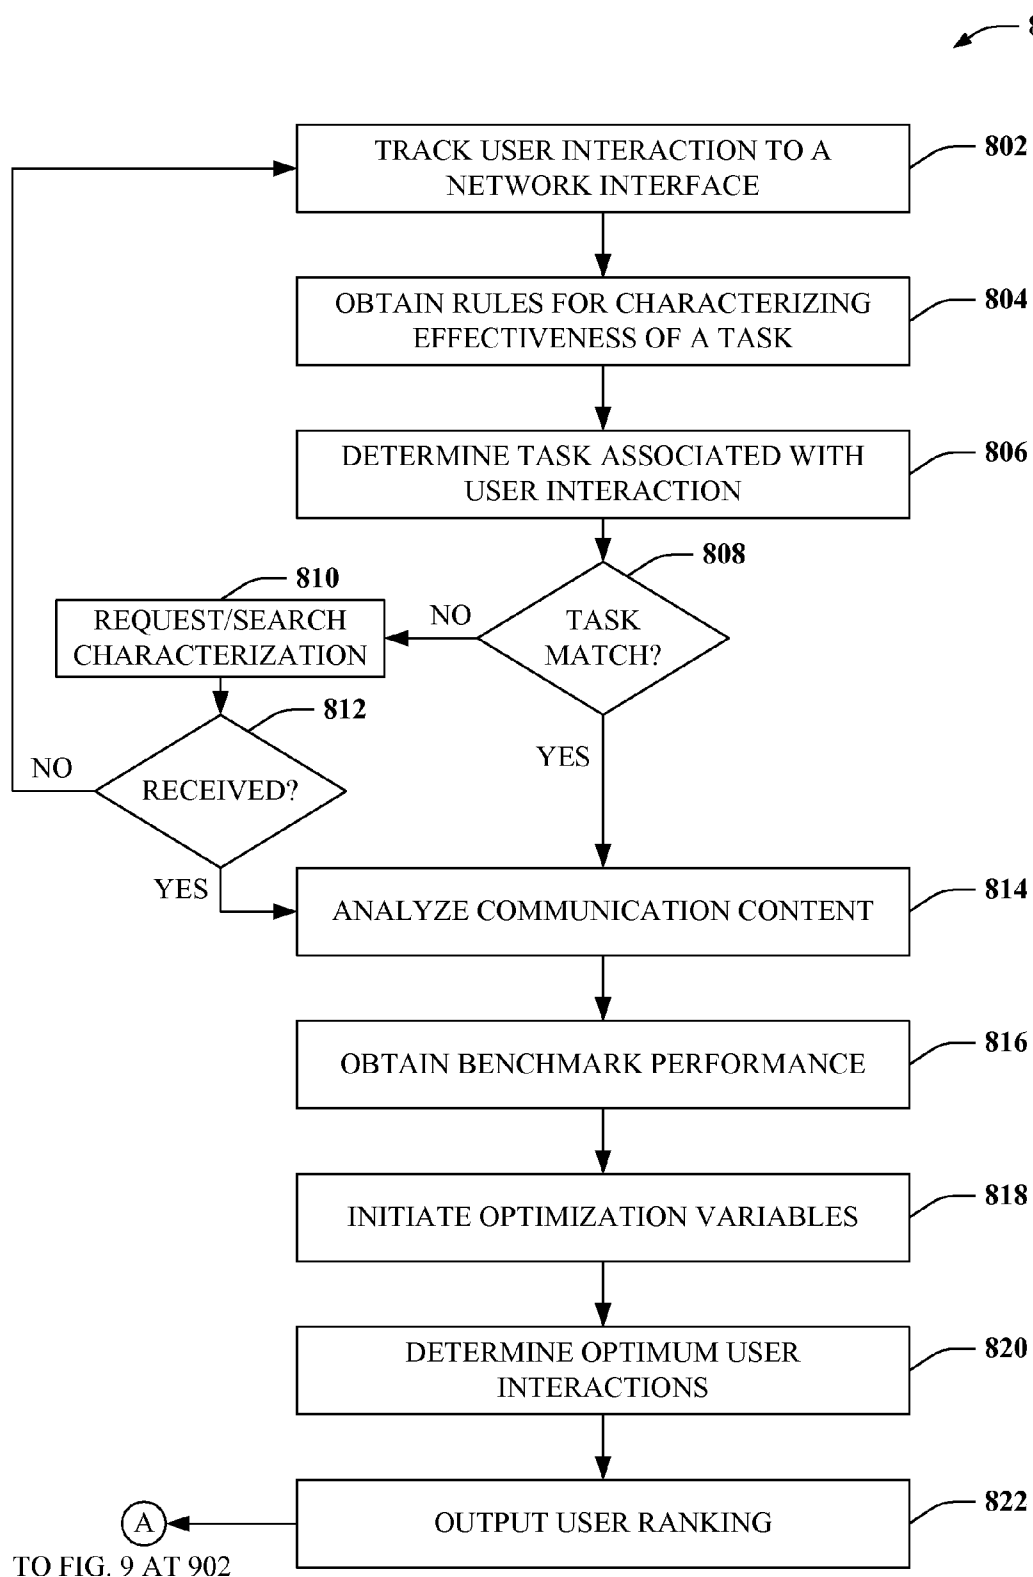 TRACK USER INTERACTION TO A
NETWORK INTERFACE
802
OBTAIN RULES FOR CHARACTERIZING
EFFECTIVENESS OF A TASK
804
DETERMINE TASK ASSOCIATED WITH
USER INTERACTION
806
808
TASK
MATCH?
NO
810
REQUEST/SEARCH
CHARACTERIZATION
812
RECEIVED?
NO
YES
YES
ANALYZE COMMUNICATION CONTENT
814
OBTAIN BENCHMARK PERFORMANCE
816
INITIATE OPTIMIZATION VARIABLES
818
DETERMINE OPTIMUM USER
INTERACTIONS
820
OUTPUT USER RANKING
822
A
TO FIG. 9 AT 902